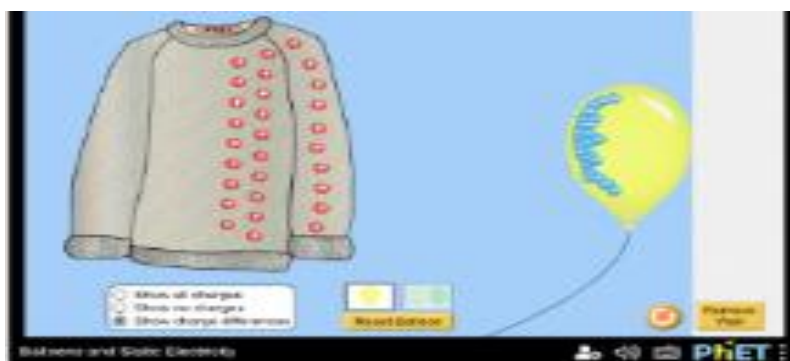 Show all charges
Show no charges
Show charge differences
Reset Balloon
Remove
Wall
Balloons and Static Electricity
PhET